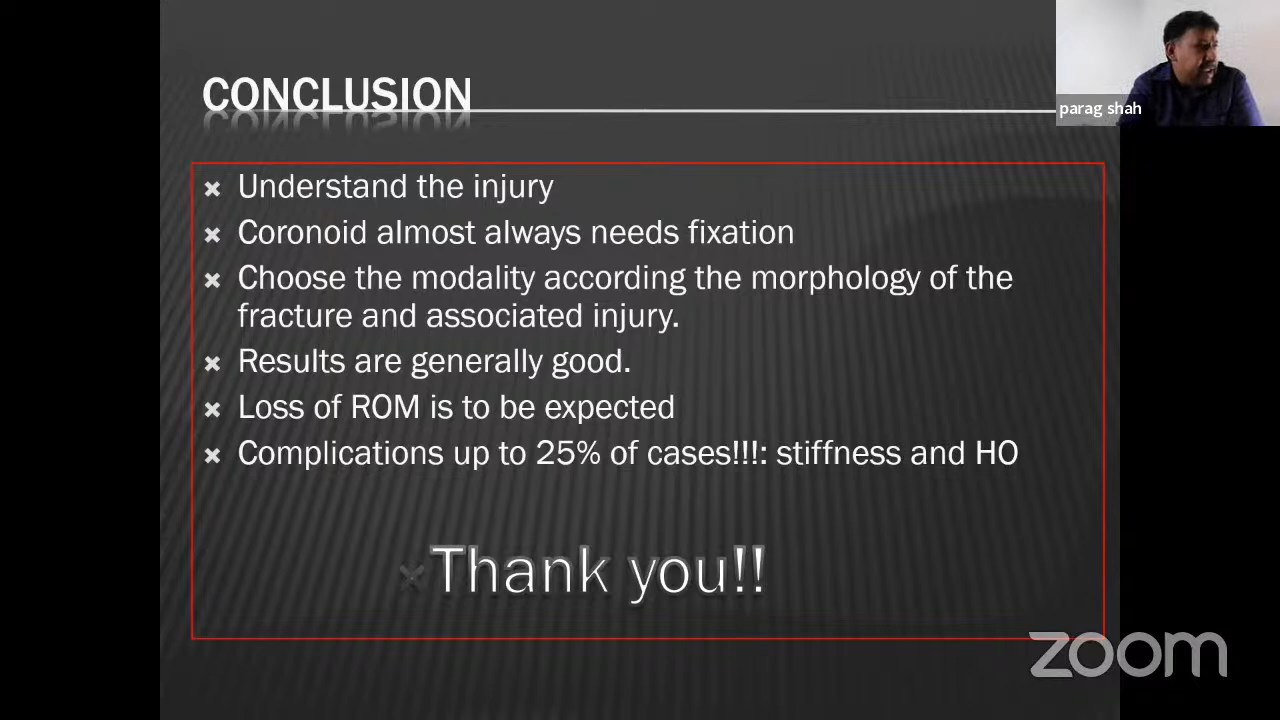 CONCLUSION
parag shah
× Understand the injury
× Coronoid almost always needs fixation
× Choose the modality according the morphology of the
fracture and associated injury.
× Results are generally good.
× Loss of ROM is to be expected
× Complications up to 25% of cases!!!: stiffness and HO
× Thank you!!
zoom